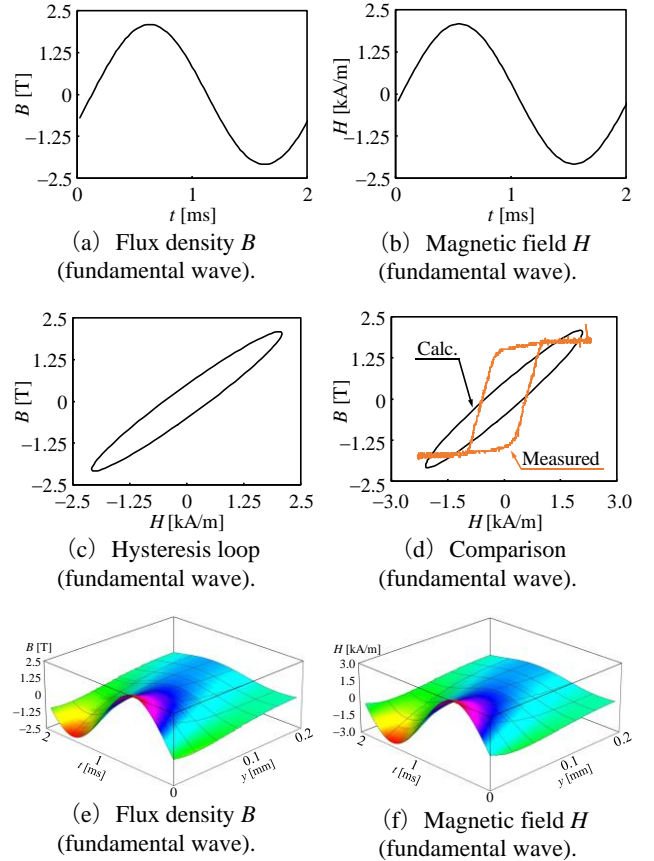 2.5
1.25
0
−1.25
−2.5
B [T]
0
1
2
t [ms]
(a) Flux density B
(fundamental wave).
2.5
1.25
0
−1.25
−2.5
H [kA/m]
0
1
2
t [ms]
(b) Magnetic field H
(fundamental wave).
2.5
1.25
0
−1.25
−2.5
B [T]
−2.5
−1.25
0
1.25
2.5
H [kA/m]
(c) Hysteresis loop
(fundamental wave).
2.5
1.25
0
−1.25
−2.5
B [T]
Calc.
Measured
−3.0
−1.5
0
1.5
3.0
H [kA/m]
(d) Comparison
(fundamental wave).
B [T]
2.5
1.25
0
−1.25
−2.5
2
1
t [ms]
0
0.1
0.2
y [mm]
(e) Flux density B
(fundamental wave).
H [kA/m]
3.0
1.5
0
−1.5
−3.0
2
1
t [ms]
0
0.1
0.2
y [mm]
(f) Magnetic field H
(fundamental wave).